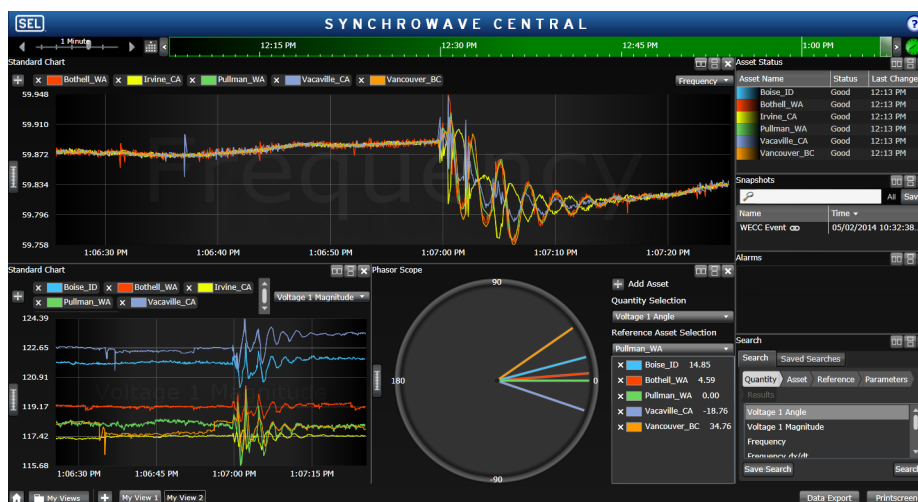 SEL SYNCHROWAVE CENTRAL ?
1 Minute 12:15 PM 12:30 PM 12:45 PM 1:00 PM
Standard Chart
Bothell_WA Irvine_CA Pullman_WA Vacaville_CA Vancouver_BC Frequency
59.948
59.910
59.872
59.834
59.796
59.758
Frequency
1:06:30 PM 1:06:40 PM 1:06:50 PM 1:07:00 PM 1:07:10 PM 1:07:20 PM
Asset Status
Asset Name Status Last Change
Boise_ID Good 12:13 PM
Bothell_WA Good 12:13 PM
Irvine_CA Good 12:13 PM
Pullman_WA Good 12:13 PM
Vacaville_CA Good 12:13 PM
Vancouver_BC Good 12:13 PM
Snapshots
All Sav
Name Time
WECC Event 05/02/2014 10:32:38...
Alarms
Standard Chart
Boise_ID Bothell_WA Irvine_CA
Pullman_WA Vacaville_CA
Voltage 1 Magnitude
124.39
122.65
120.91
119.17
117.42
115.68
Voltage 1 Ma
1:06:30 PM 1:06:45 PM 1:07:00 PM 1:07:15 PM
Phasor Scope
90
180
0
-90
Add Asset
Quantity Selection
Voltage 1 Angle
Reference Asset Selection
Pullman_WA
Boise_ID 14.85
Bothell_WA 4.59
Pullman_WA 0.00
Vacaville_CA -18.76
Vancouver_BC 34.76
Search
Search Saved Searches
Quantity Asset Reference Parameters
Results
Voltage 1 Angle
Voltage 1 Magnitude
Frequency
Frequency dv/dt
Save Search Search
My Views My View 1 My View 2 Data Export Printscreen